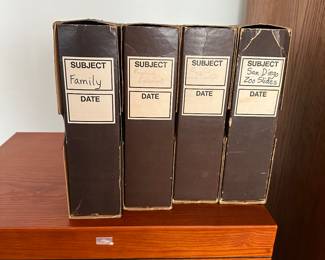 SUBJECT
Family
DATE
SUBJECT
DATE
SUBJECT
DATE
SUBJECT
San Diego
Zoo Slides
DATE